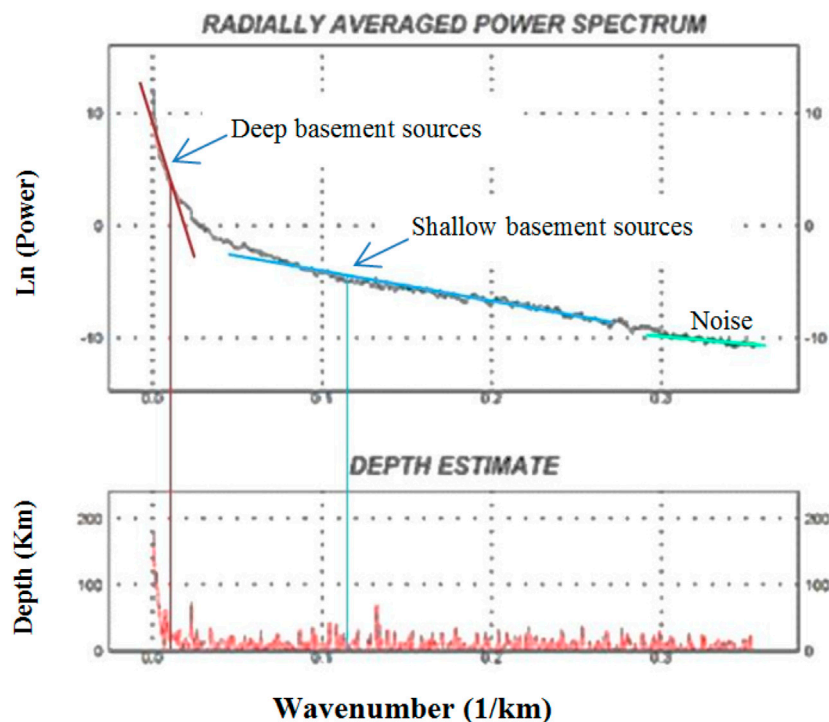 RADIALLY AVERAGED POWER SPECTRUM
10
10
Deep basement sources
Ln (Power)
0
0
Shallow basement sources
Noise
-10
-10
0.0 0.1 0.2 0.3
DEPTH ESTIMATE
Depth (Km)
200
200
100
100
0
0
0.0 0.1 0.2 0.3
Wavenumber (1/km)